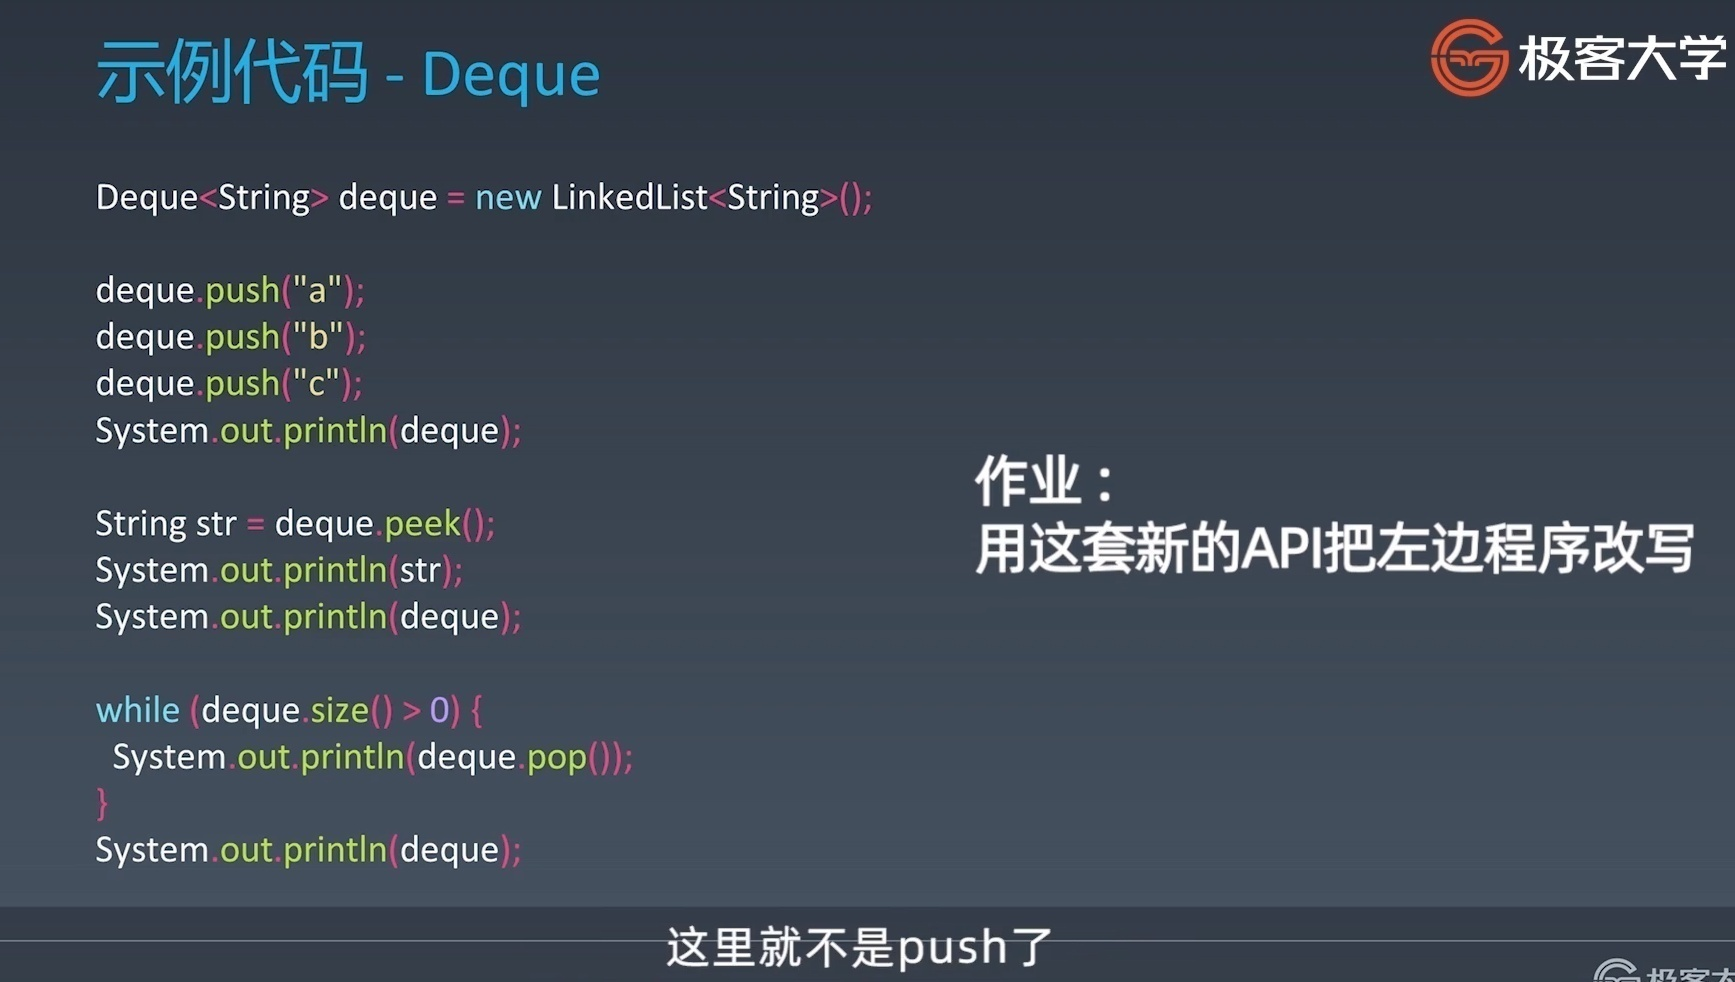 示例代码 - Deque
极客大学
Deque<String> deque = new LinkedList<String>();
deque.push("a");
deque.push("b");
deque.push("c");
System.out.println(deque);
String str = deque.peek();
System.out.println(str);
System.out.println(deque);
while (deque.size() > 0) {
  System.out.println(deque.pop());
}
System.out.println(deque);
作业：
用这套新的API把左边程序改写
这里就不是push了
极客大